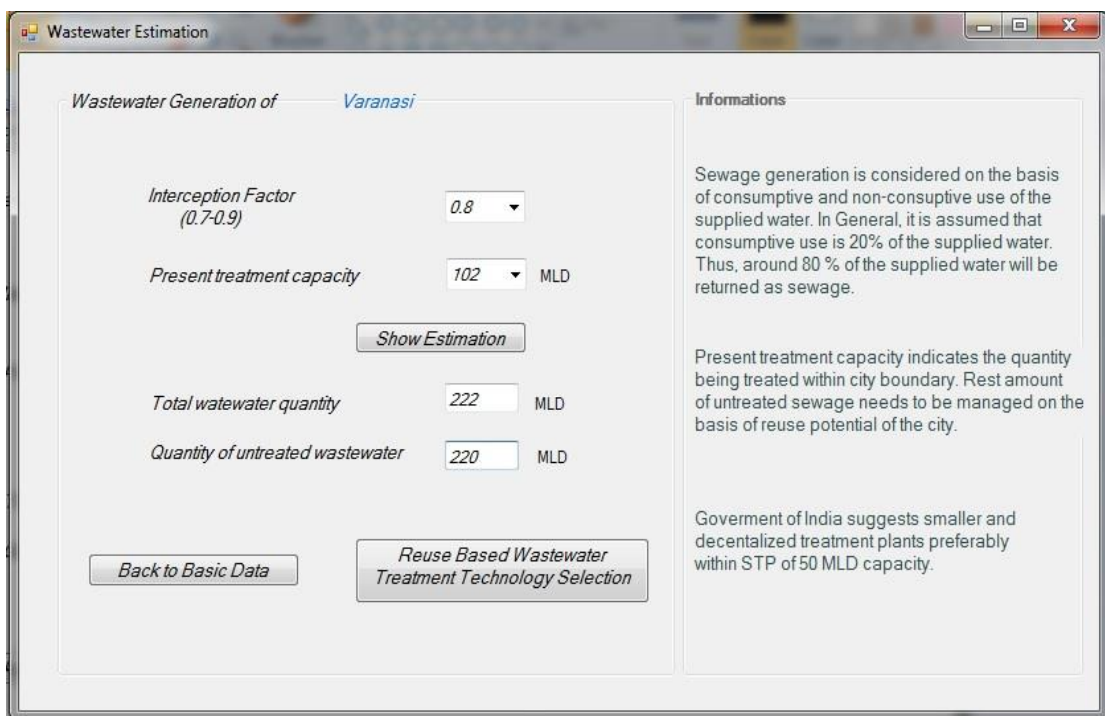 Wastewater Estimation
Wastewater Generation of Varanasi
Interception Factor
(0.7-0.9)
0.8
Present treatment capacity 102 MLD
Show Estimation
Total watewater quantity 222 MLD
Quantity of untreated wastewater 220 MLD
Back to Basic Data
Reuse Based Wastewater
Treatment Technology Selection
Informations
Sewage generation is considered on the basis
of consumptive and non-consuptive use of the
supplied water. In General, it is assumed that
consumptive use is 20% of the supplied water.
Thus, around 80 % of the supplied water will be
returned as sewage.
Present treatment capacity indicates the quantity
being treated within city boundary. Rest amount
of untreated sewage needs to be managed on the
basis of reuse potential of the city.
Goverment of India suggests smaller and
decentalized treatment plants preferably
within STP of 50 MLD capacity.